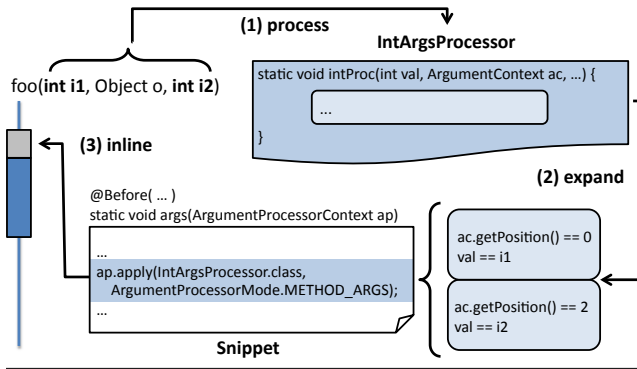 (1) process
IntArgsProcessor
foo(int i1, Object o, int i2)
static void intProc(int val, ArgumentContext ac, …) {
...
}
(3) inline
(2) expand
@Before( … )
static void args(ArgumentProcessorContext ap)
...
ap.apply(IntArgsProcessor.class,
ArgumentProcessorMode.METHOD_ARGS);
...
Snippet
ac.getPosition() == 0
val == i1
ac.getPosition() == 2
val == i2